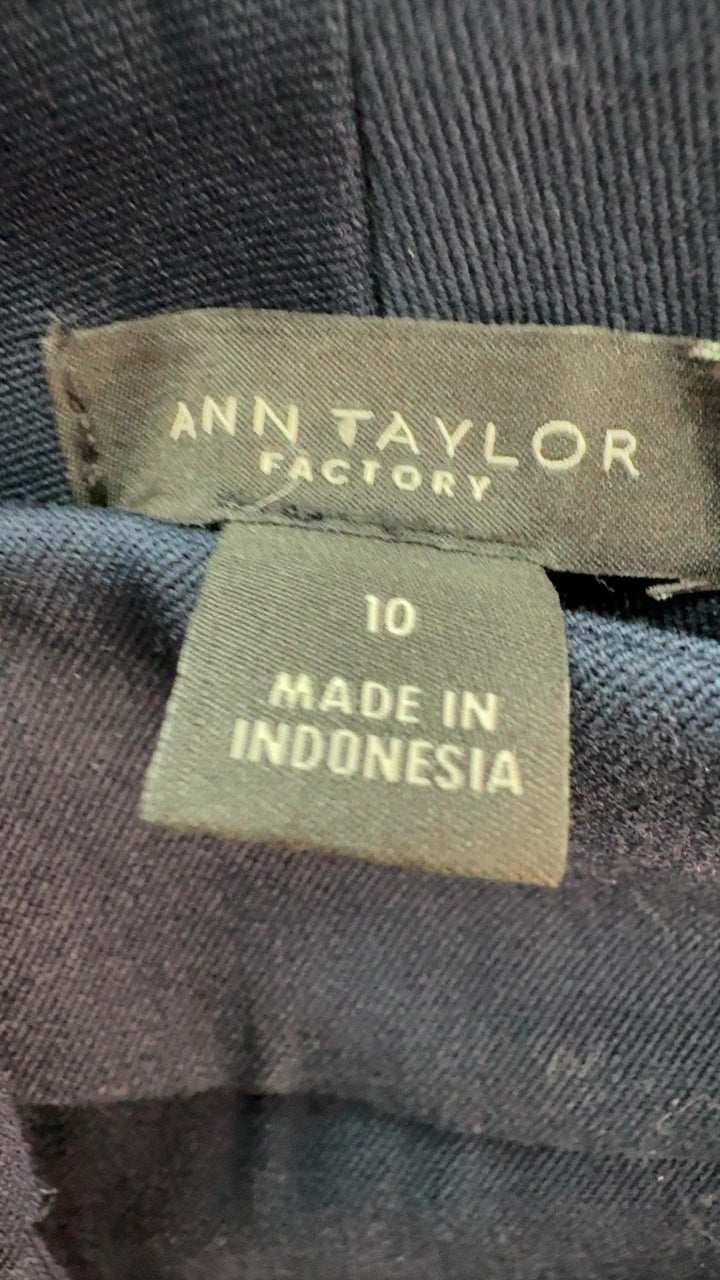 ANN TAYLOR
FACTORY
10
MADE IN
INDONESIA